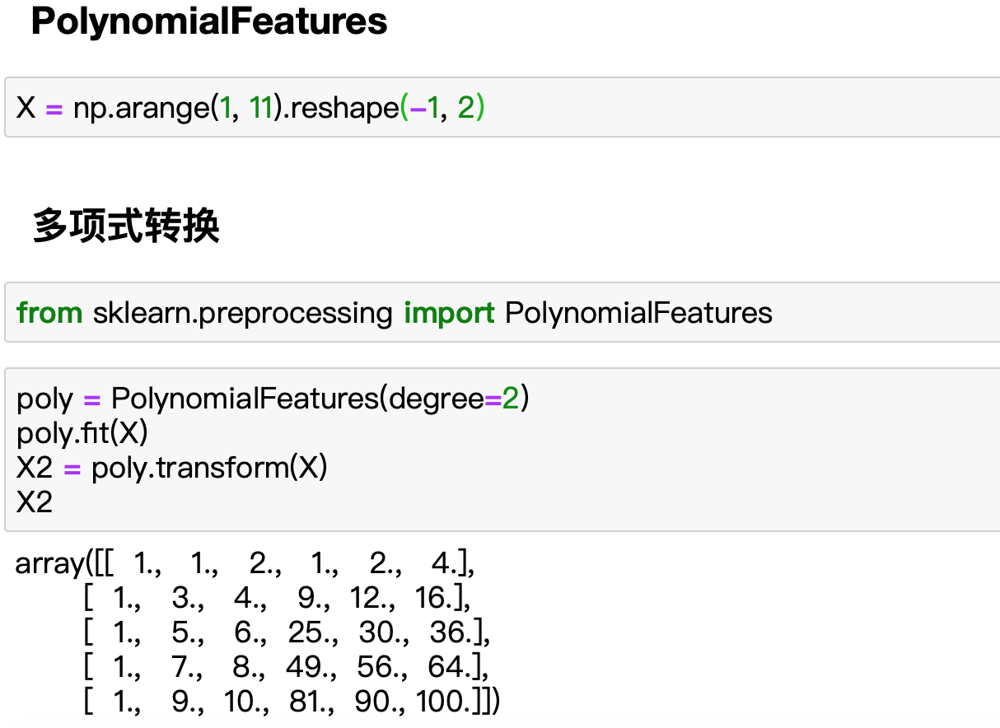 PolynomialFeatures
X = np.arange(1, 11).reshape(-1, 2)
多项式转换
from sklearn.preprocessing import PolynomialFeatures
poly = PolynomialFeatures(degree=2)
poly.fit(X)
X2 = poly.transform(X)
X2
array([[ 1., 1., 2., 1., 2., 4.],
[ 1., 3., 4., 9., 12., 16.],
[ 1., 5., 6., 25., 30., 36.],
[ 1., 7., 8., 49., 56., 64.],
[ 1., 9., 10., 81., 90., 100.]])